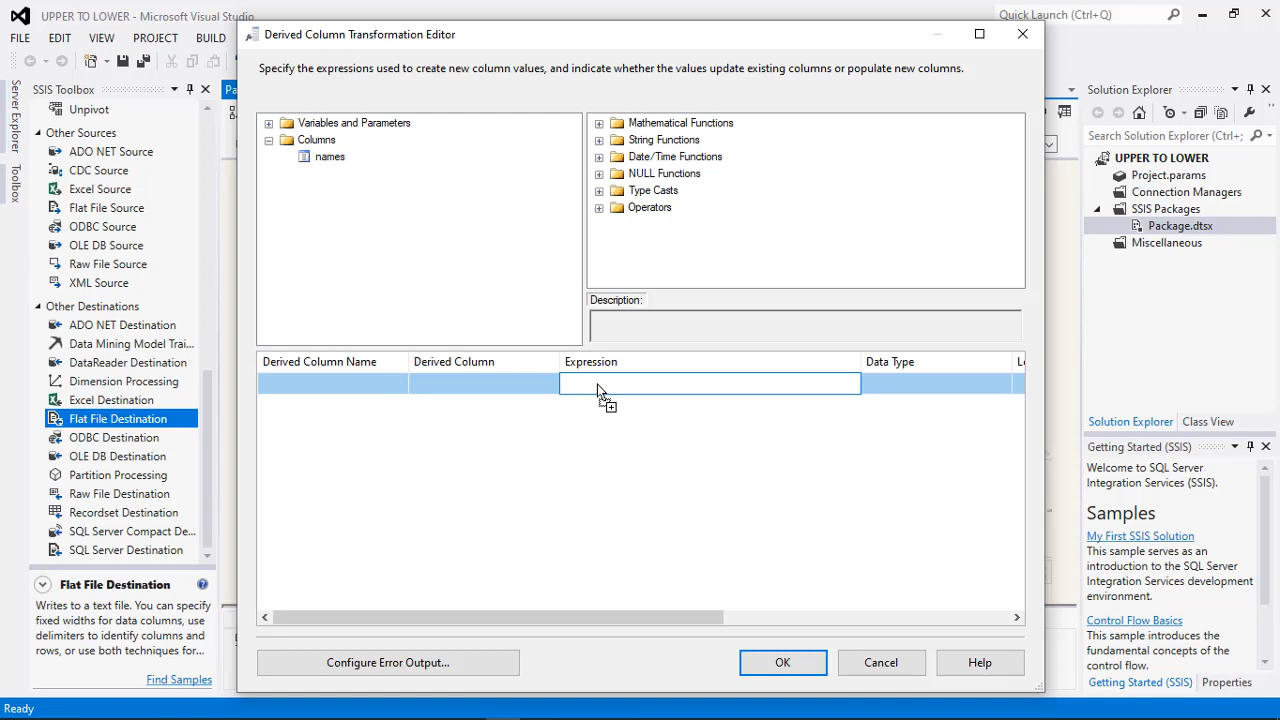 UPPER TO LOWER - Microsoft Visual Studio
Quick Launch (Ctrl+Q)
FILE EDIT VIEW PROJECT BUILD
Derived Column Transformation Editor
Specify the expressions used to create new column values, and indicate whether the values update existing columns or populate new columns.
Server Explorer
Toolbox
SSIS Toolbox
Unpivot
Other Sources
ADO NET Source
CDC Source
Excel Source
Flat File Source
ODBC Source
OLE DB Source
Raw File Source
XML Source
Other Destinations
ADO NET Destination
Data Mining Model Trai...
DataReader Destination
Dimension Processing
Excel Destination
Flat File Destination
ODBC Destination
OLE DB Destination
Partition Processing
Raw File Destination
Recordset Destination
SQL Server Compact De...
SQL Server Destination
Flat File Destination
Writes to a text file. You can specify
fixed widths for data columns, use
delimiters to identify columns and
rows, or use both techniques for...
Find Samples
Pa
Variables and Parameters
Columns
names
Mathematical Functions
String Functions
Date/Time Functions
NULL Functions
Type Casts
Operators
Description:
Derived Column Name Derived Column Expression Data Type
Configure Error Output...
OK Cancel Help
Solution Explorer
Search Solution Explorer (Ctrl+;
UPPER TO LOWER
Project.params
Connection Managers
SSIS Packages
Package.dtsx
Miscellaneous
Solution Explorer Class View
Getting Started (SSIS)
Welcome to SQL Server
Integration Services (SSIS).
Samples
My First SSIS Solution
This sample serves as an
introduction to the SQL Server
Integration Services development
environment.
Control Flow Basics
This sample introduces the
fundamental concepts of the
control flow.
Getting Started (SSIS) Properties
Ready